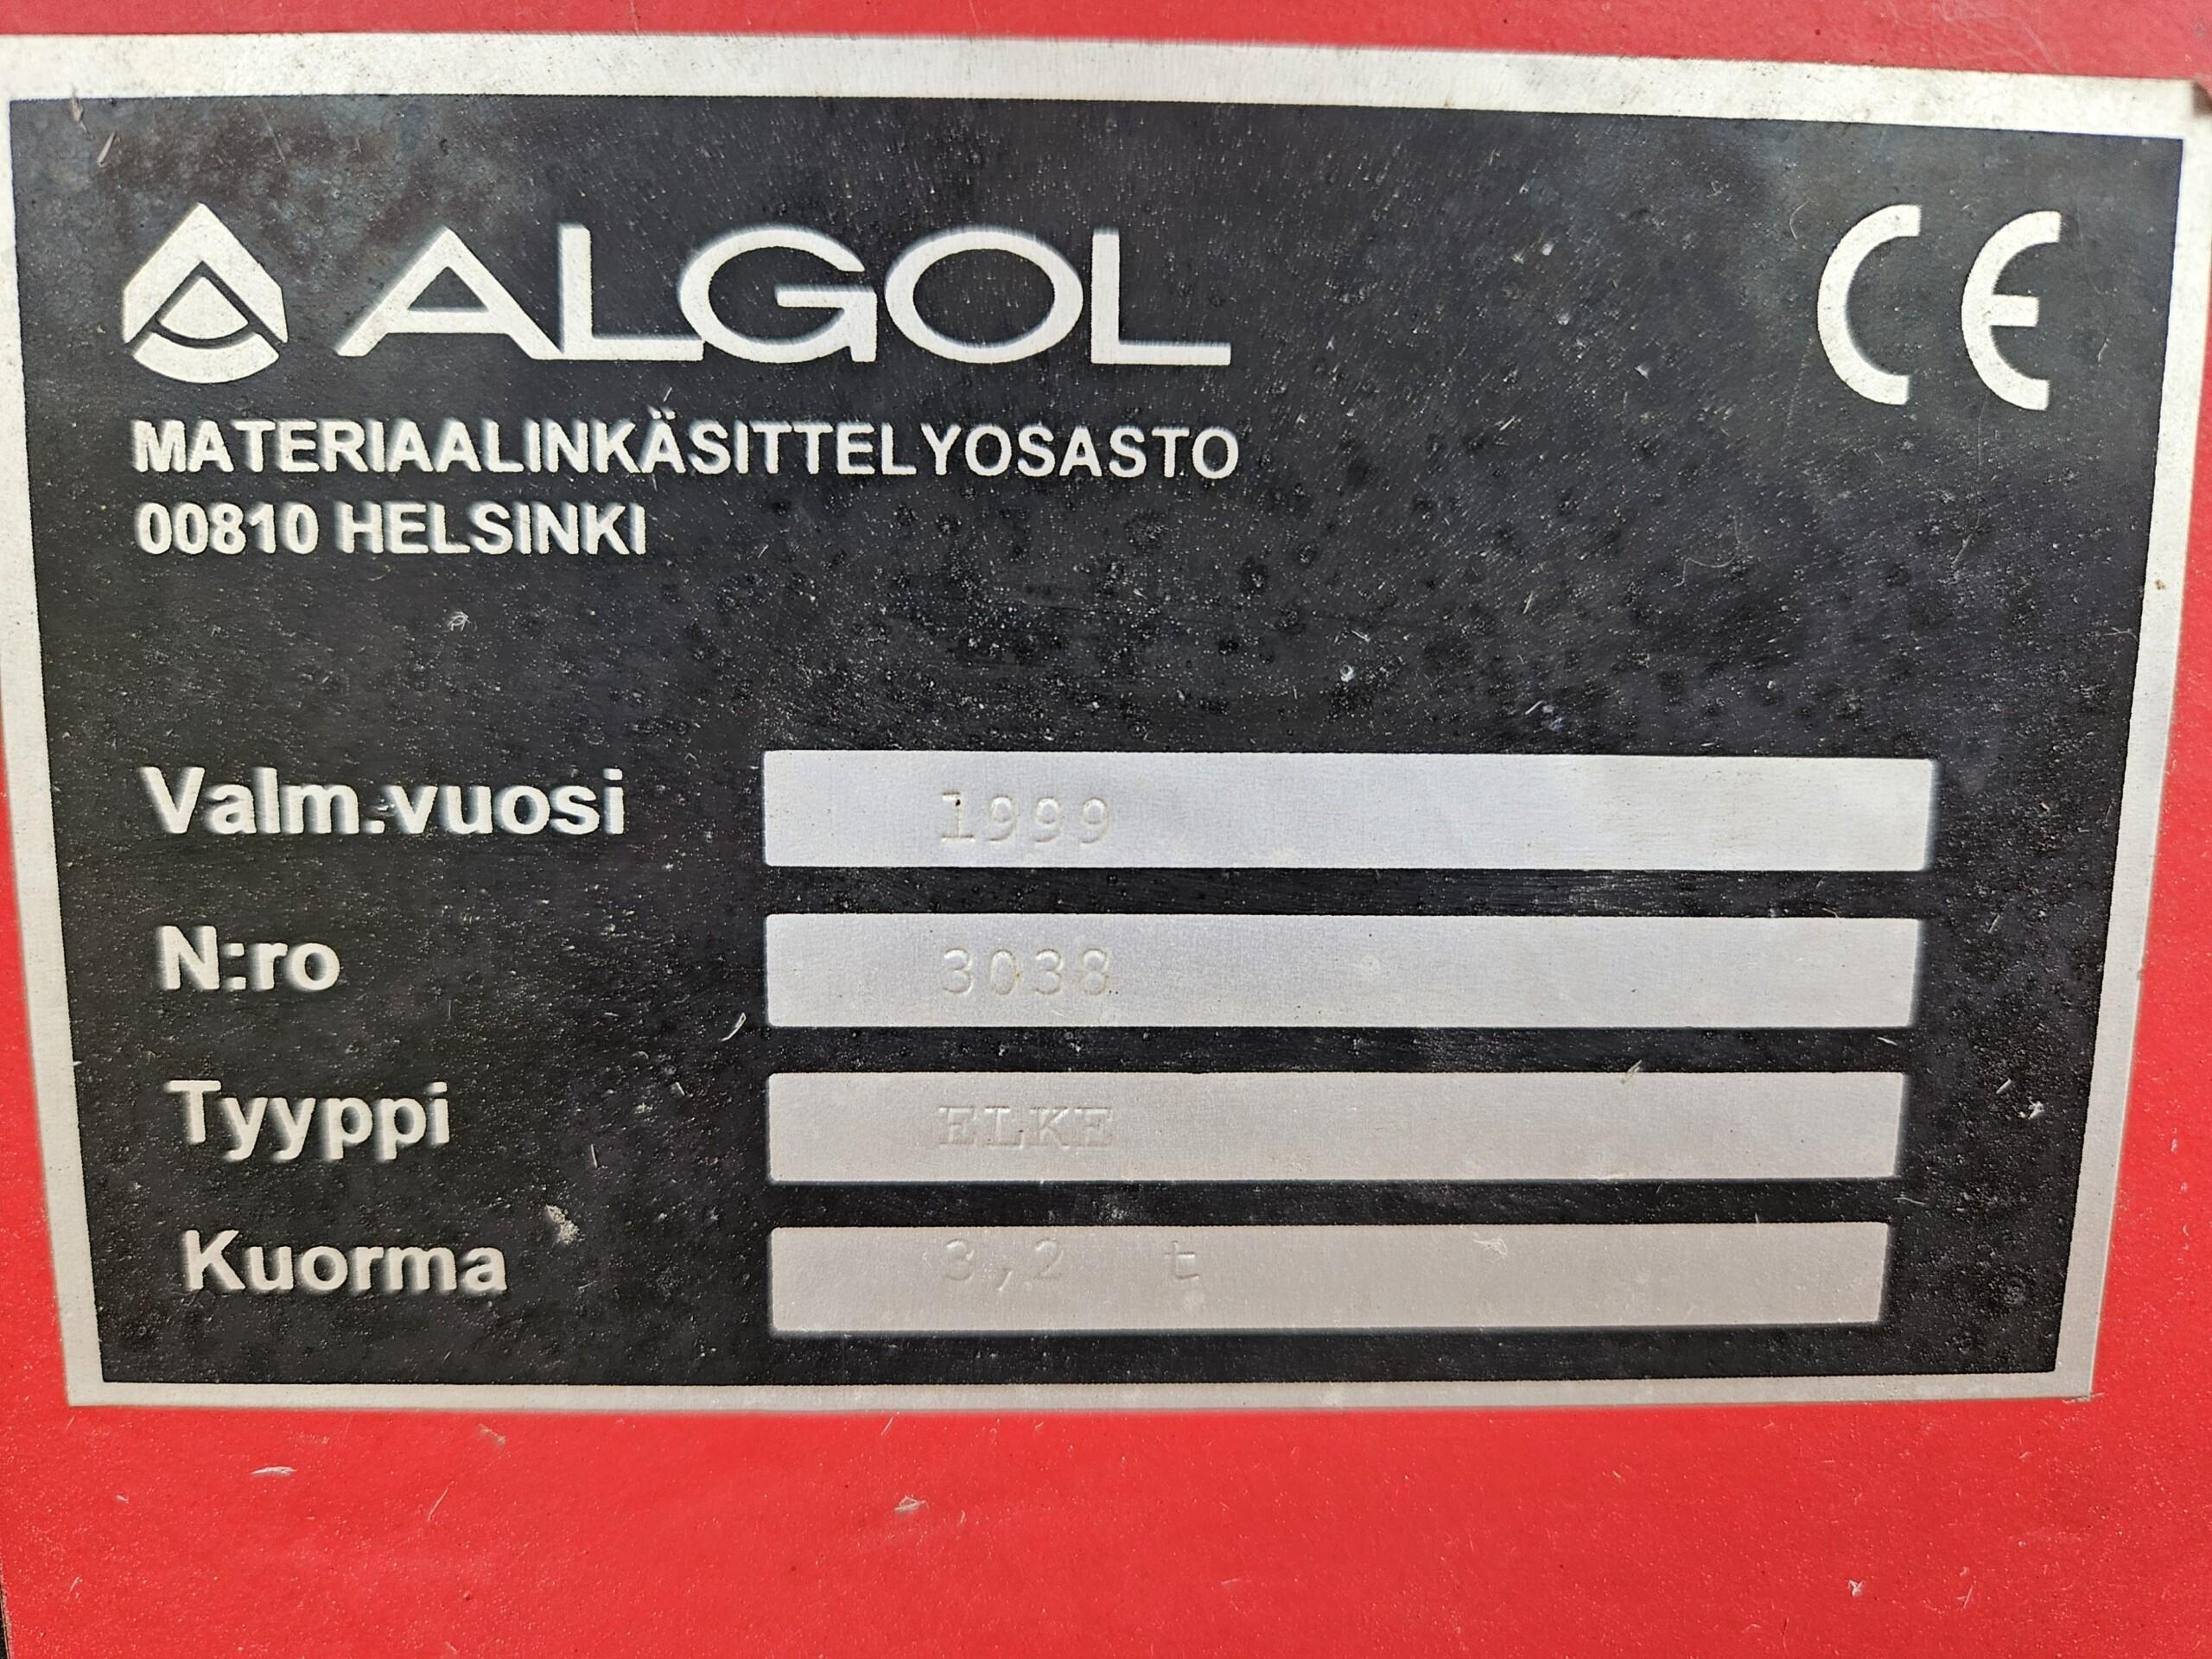 ALGOL
CE
MATERIAALINKÄSITTELYOSASTO
00810 HELSINKI
Valm.vuosi 1999
N:ro 3038
Tyyppi ELKE
Kuorma 3,2 t